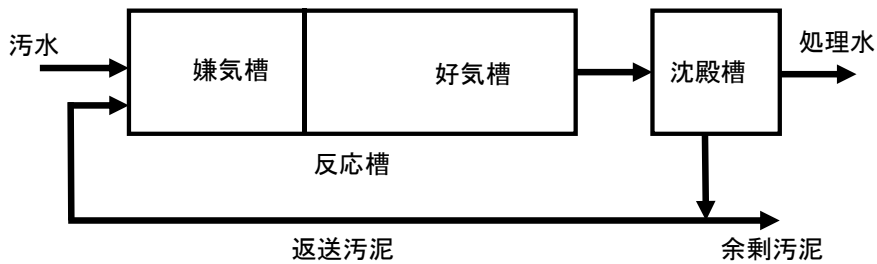 汚水
嫌気槽
好気槽
沈殿槽
処理水
反応槽
返送汚泥
余剰汚泥